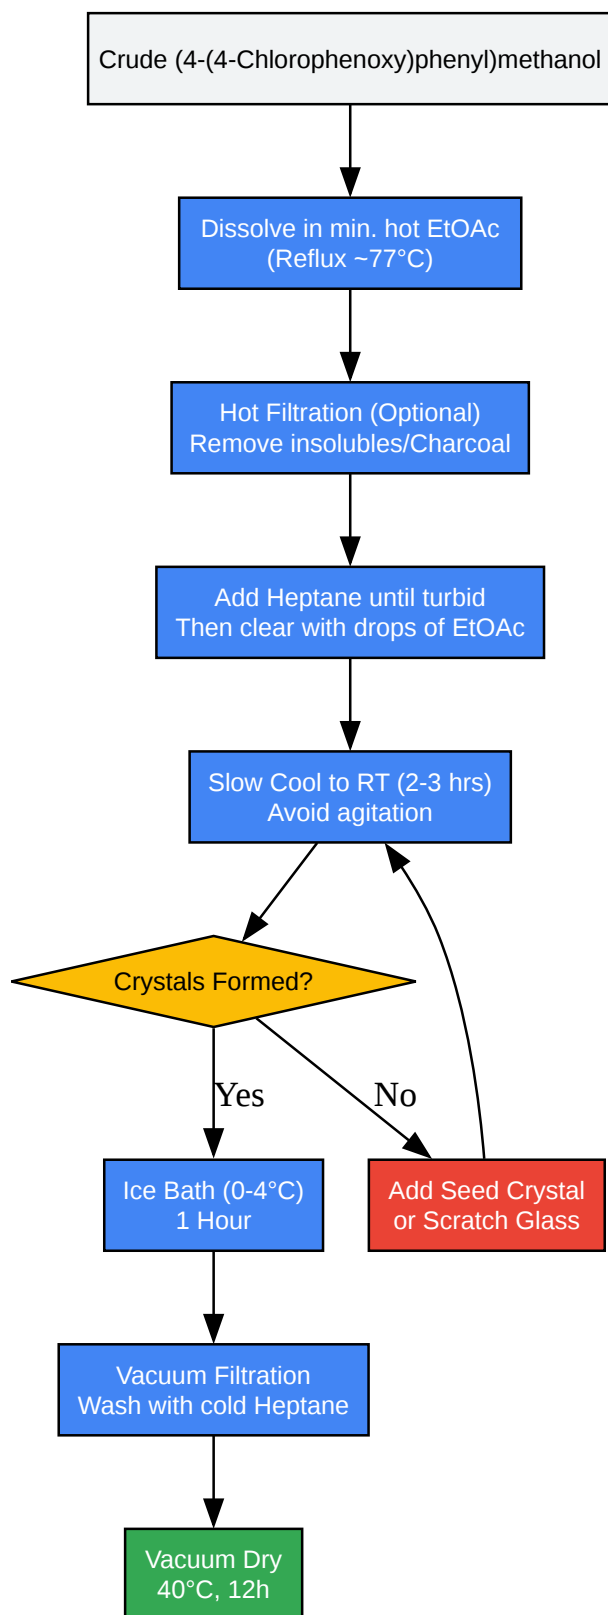 Crude (4-(4-Chlorophenoxy)phenyl)methanol
Dissolve in min. hot EtOAc
(Reflux ~77°C)
Hot Filtration (Optional)
Remove insolubles/Charcoal
Add Heptane until turbid
Then clear with drops of EtOAc
Slow Cool to RT (2-3 hrs)
Avoid agitation
Crystals Formed?
Yes
No
Ice Bath (0-4°C)
1 Hour
Add Seed Crystal
or Scratch Glass
Vacuum Filtration
Wash with cold Heptane
Vacuum Dry
40°C, 12h